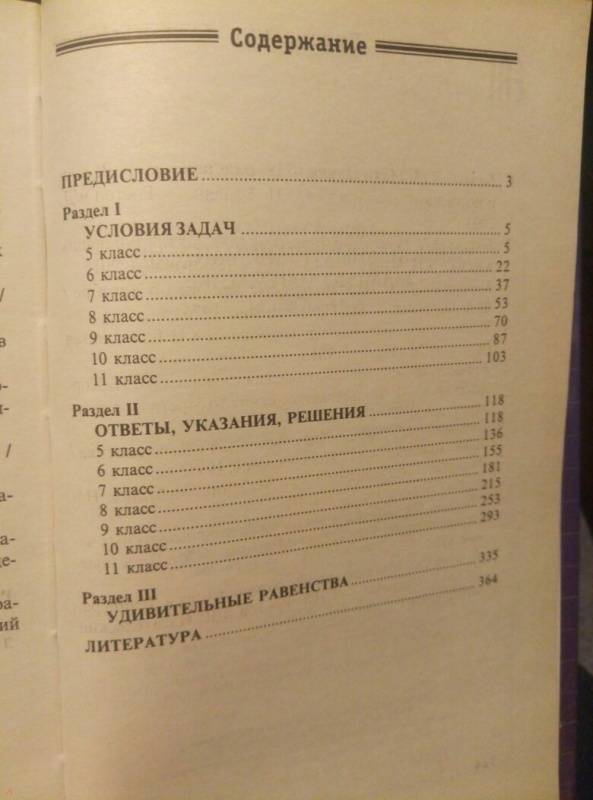 Содержание
ПРЕДИСЛОВИЕ 3
Раздел I
УСЛОВИЯ ЗАДАЧ 5
5 класс 5
6 класс 22
7 класс 37
8 класс 53
9 класс 70
10 класс 87
11 класс 103
Раздел II
ОТВЕТЫ, УКАЗАНИЯ, РЕШЕНИЯ 118
5 класс 118
6 класс 136
7 класс 155
8 класс 181
9 класс 215
10 класс 253
11 класс 293
Раздел III
УДИВИТЕЛЬНЫЕ РАВЕНСТВА 335
ЛИТЕРАТУРА 364